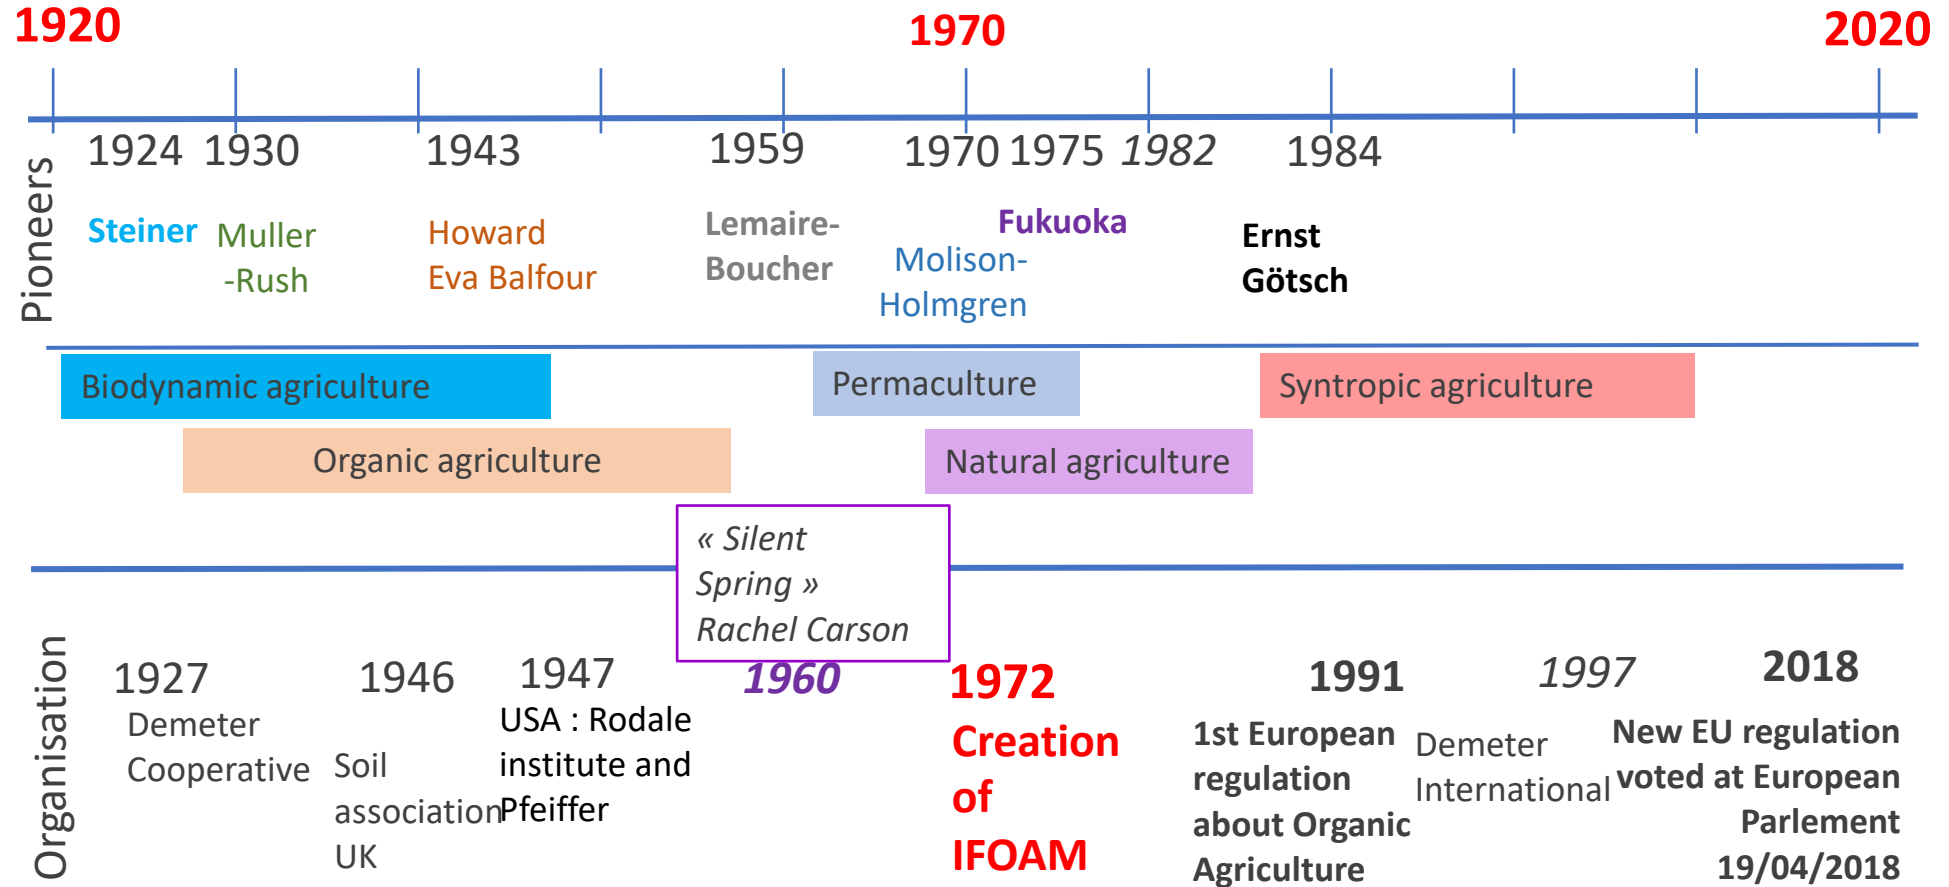 1920
1970
2020
Pioneers
1924
1930
1943
1959
1970
1975
1982
1984
Steiner
Muller
-Rush
Howard
Eva Balfour
Lemaire-
Boucher
Molison-
Holmgren
Fukuoka
Ernst
Götsch
Biodynamic agriculture
Permaculture
Syntropic agriculture
Organic agriculture
Natural agriculture
« Silent
Spring »
Rachel Carson
Organisation
1927
Demeter
Cooperative
1946
Soil
association
UK
1947
USA : Rodale
institute and
Pfeiffer
1960
1972
Creation
of
IFOAM
1991
1st European
regulation
about Organic
Agriculture
1997
Demeter
International
2018
New EU regulation
voted at European
Parlement
19/04/2018